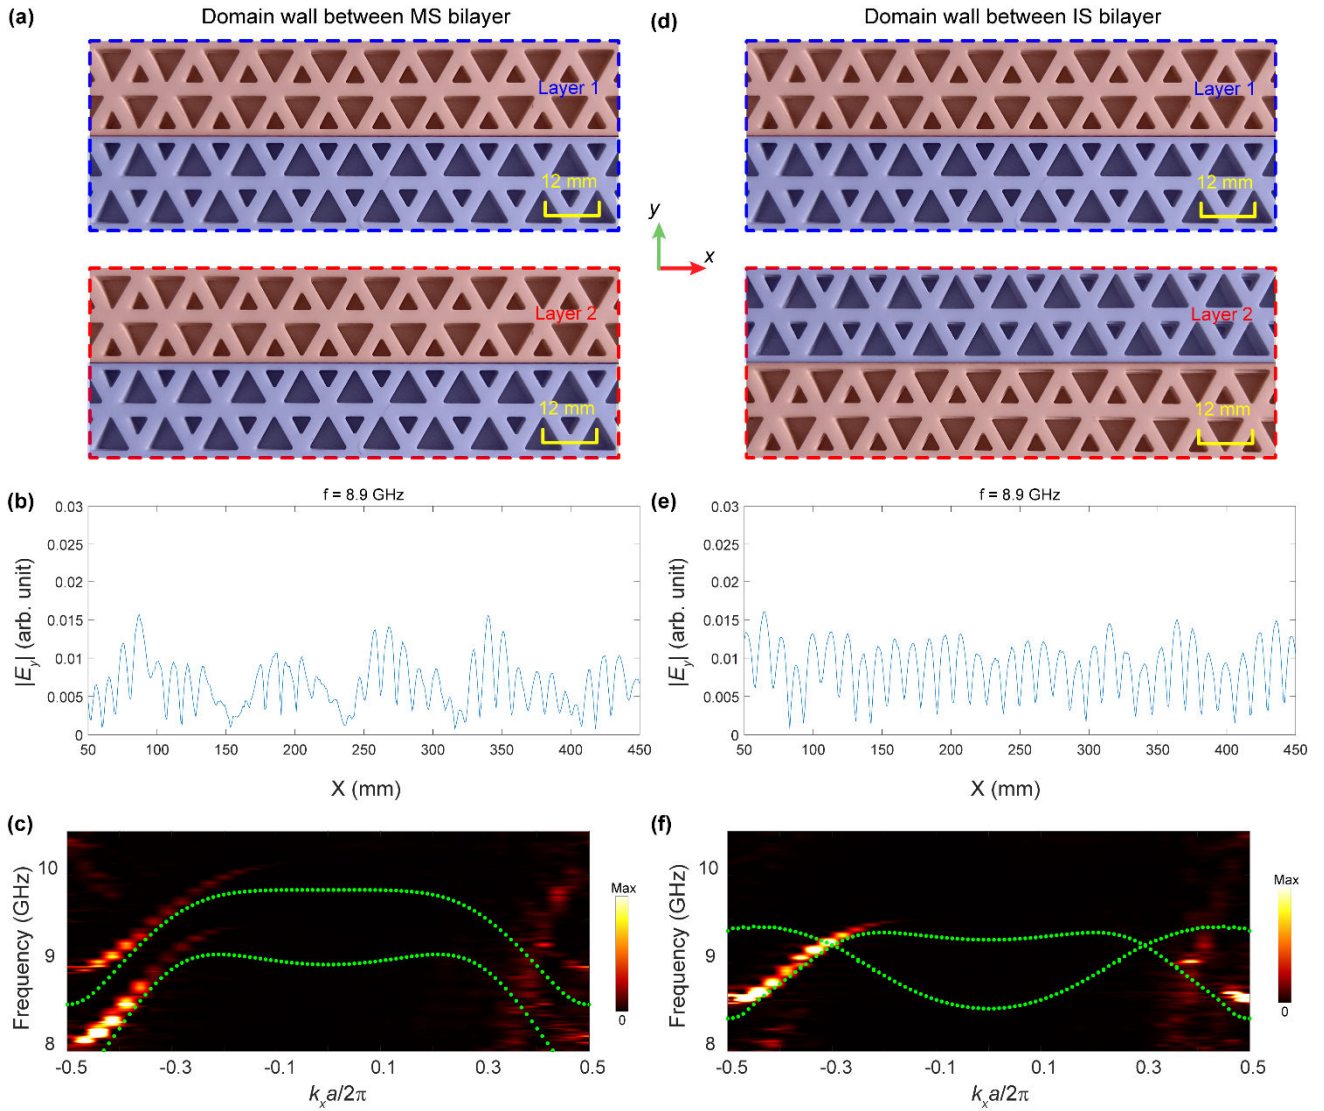 (a) Domain wall between MS bilayer
Layer 1
12 mm
Layer 2
12 mm
y
x
(d) Domain wall between IS bilayer
Layer 1
12 mm
Layer 2
12 mm
(b)
f = 8.9 GHz
0.03
0.025
0.02
0.015
0.01
0.005
0
|E_y| (arb. unit)
50 100 150 200 250 300 350 400 450
X (mm)
(e)
f = 8.9 GHz
0.03
0.025
0.02
0.015
0.01
0.005
0
|E_y| (arb. unit)
50 100 150 200 250 300 350 400 450
X (mm)
(c)
10
9
8
Frequency (GHz)
-0.5 -0.3 -0.1 0.1 0.3 0.5
k_x a/2π
Max
0
(f)
10
9
8
Frequency (GHz)
-0.5 -0.3 -0.1 0.1 0.3 0.5
k_x a/2π
Max
0